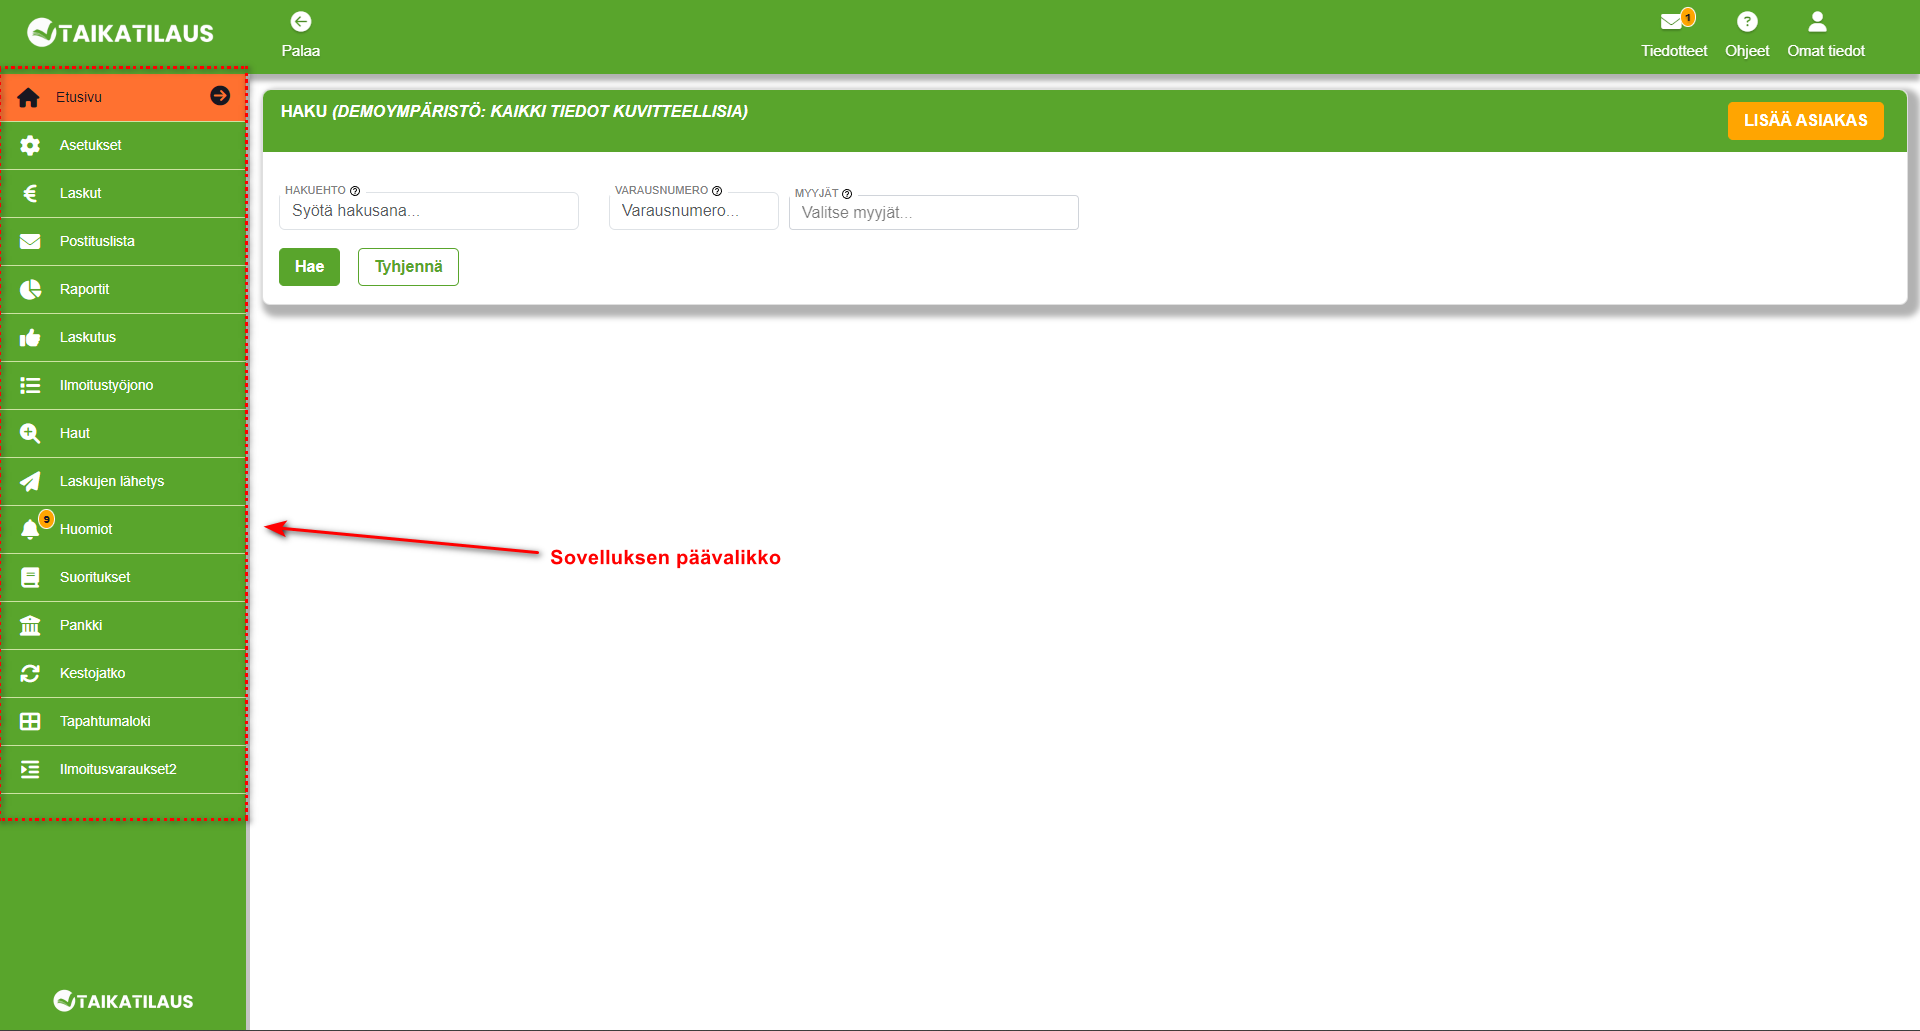 TAIKATILAUS
Palaa
1
Tiedotteet
?
Ohjeet
Omat tiedot
Etusivu
Asetukset
€
Laskut
Postituslista
Raportit
Laskutus
Ilmoitustyöjono
Haut
Laskujen lähetys
9
Huomiot
Suoritukset
Pankki
Kestojatko
Tapahtumaloki
Ilmoitusvaraukset2
TAIKATILAUS
HAKU (DEMOYMPÄRISTÖ: KAIKKI TIEDOT KUVITTEELLISIA)
LISÄÄ ASIAKAS
HAKUEHTO ?
Syötä hakusana...
VARAUSNUMERO ?
Varausnumero...
MYYJÄT ?
Valitse myyjät...
Hae
Tyhjennä
Sovelluksen päävalikko